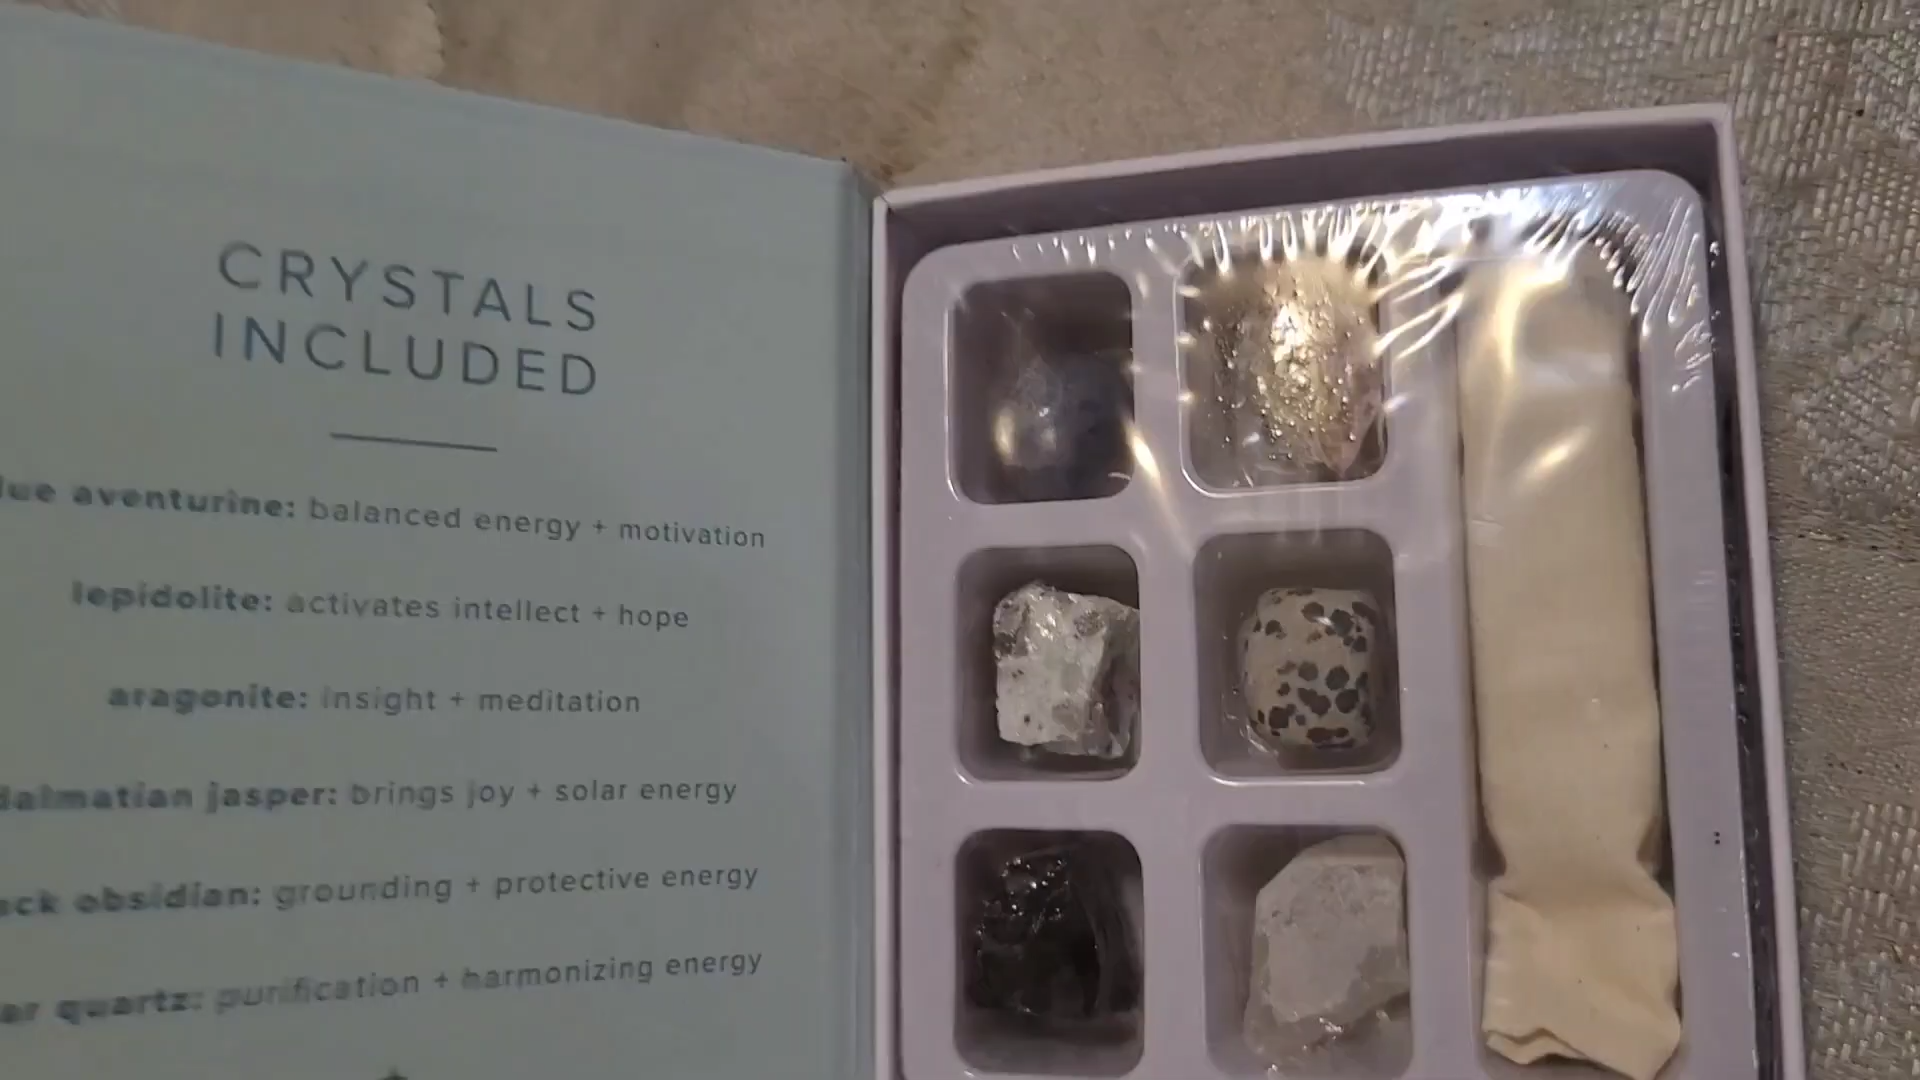 CRYSTALS
INCLUDED
lue aventurine: balanced energy + motivation
lepidolite: activates intellect + hope
aragonite: insight + meditation
dalmatian jasper: brings joy + solar energy
ack obsidian: grounding + protective energy
ar quartz: purification + harmonizing energy